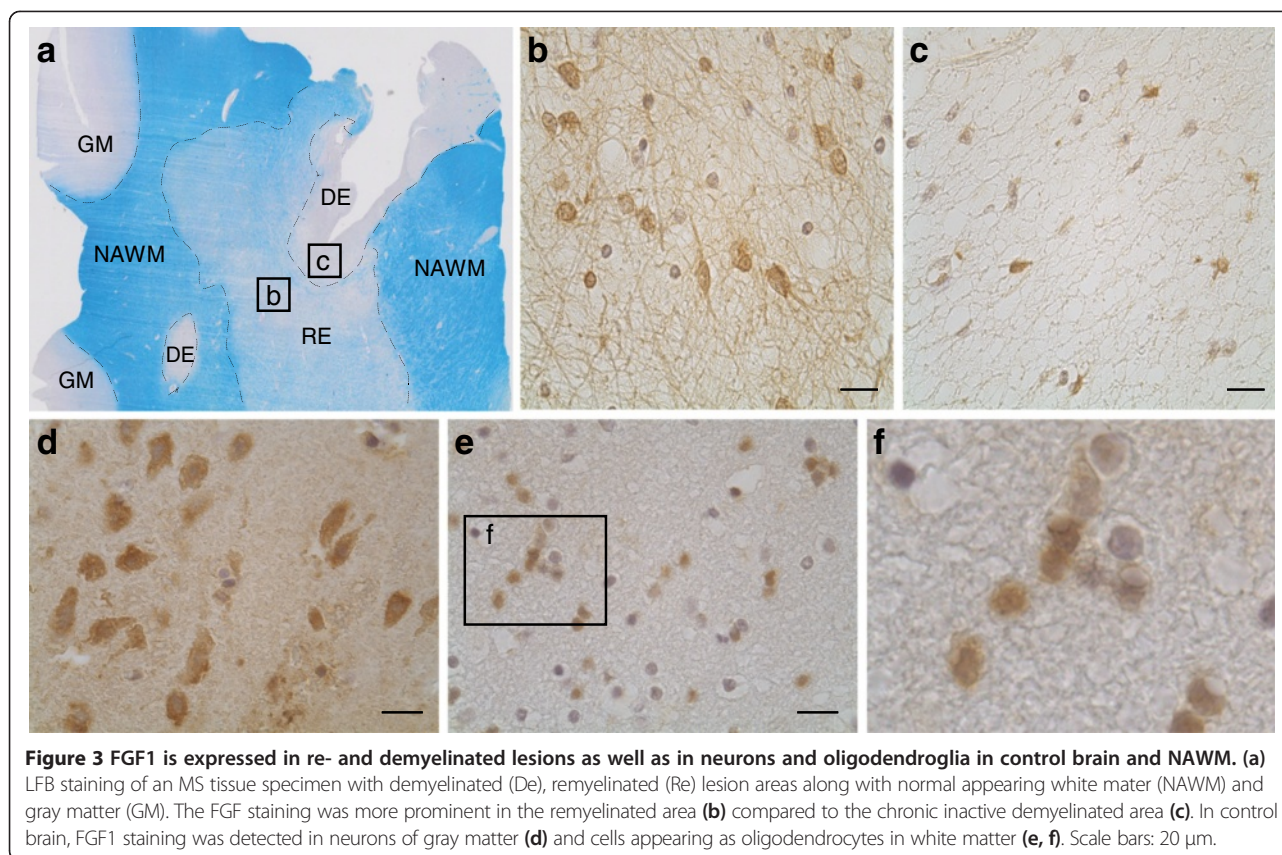 a
b
c
GM
DE
NAWM
c
NAWM
b
RE
DE
GM
d
e
f
f
Figure 3 FGF1 is expressed in re- and demyelinated lesions as well as in neurons and oligodendroglia in control brain and NAWM. (a)
LFB staining of an MS tissue specimen with demyelinated (De), remyelinated (Re) lesion areas along with normal appearing white mater (NAWM) and
gray matter (GM). The FGF staining was more prominent in the remyelinated area (b) compared to the chronic inactive demyelinated area (c). In control
brain, FGF1 staining was detected in neurons of gray matter (d) and cells appearing as oligodendrocytes in white matter (e, f). Scale bars: 20 μm.